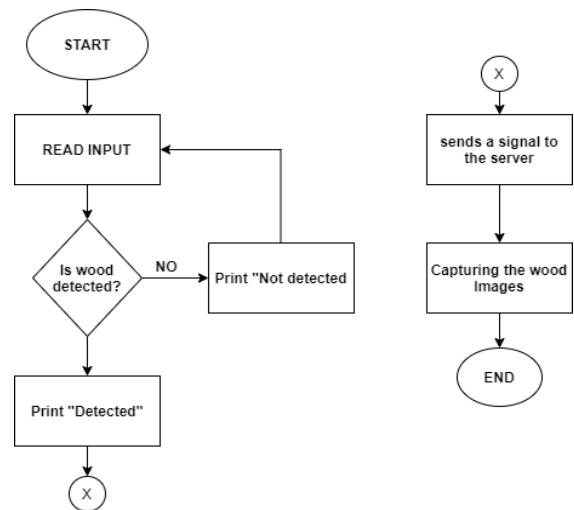 START
READ INPUT
Is wood
detected?
NO
Print "Not detected
Print "Detected"
X
X
sends a signal to
the server
Capturing the wood
Images
END